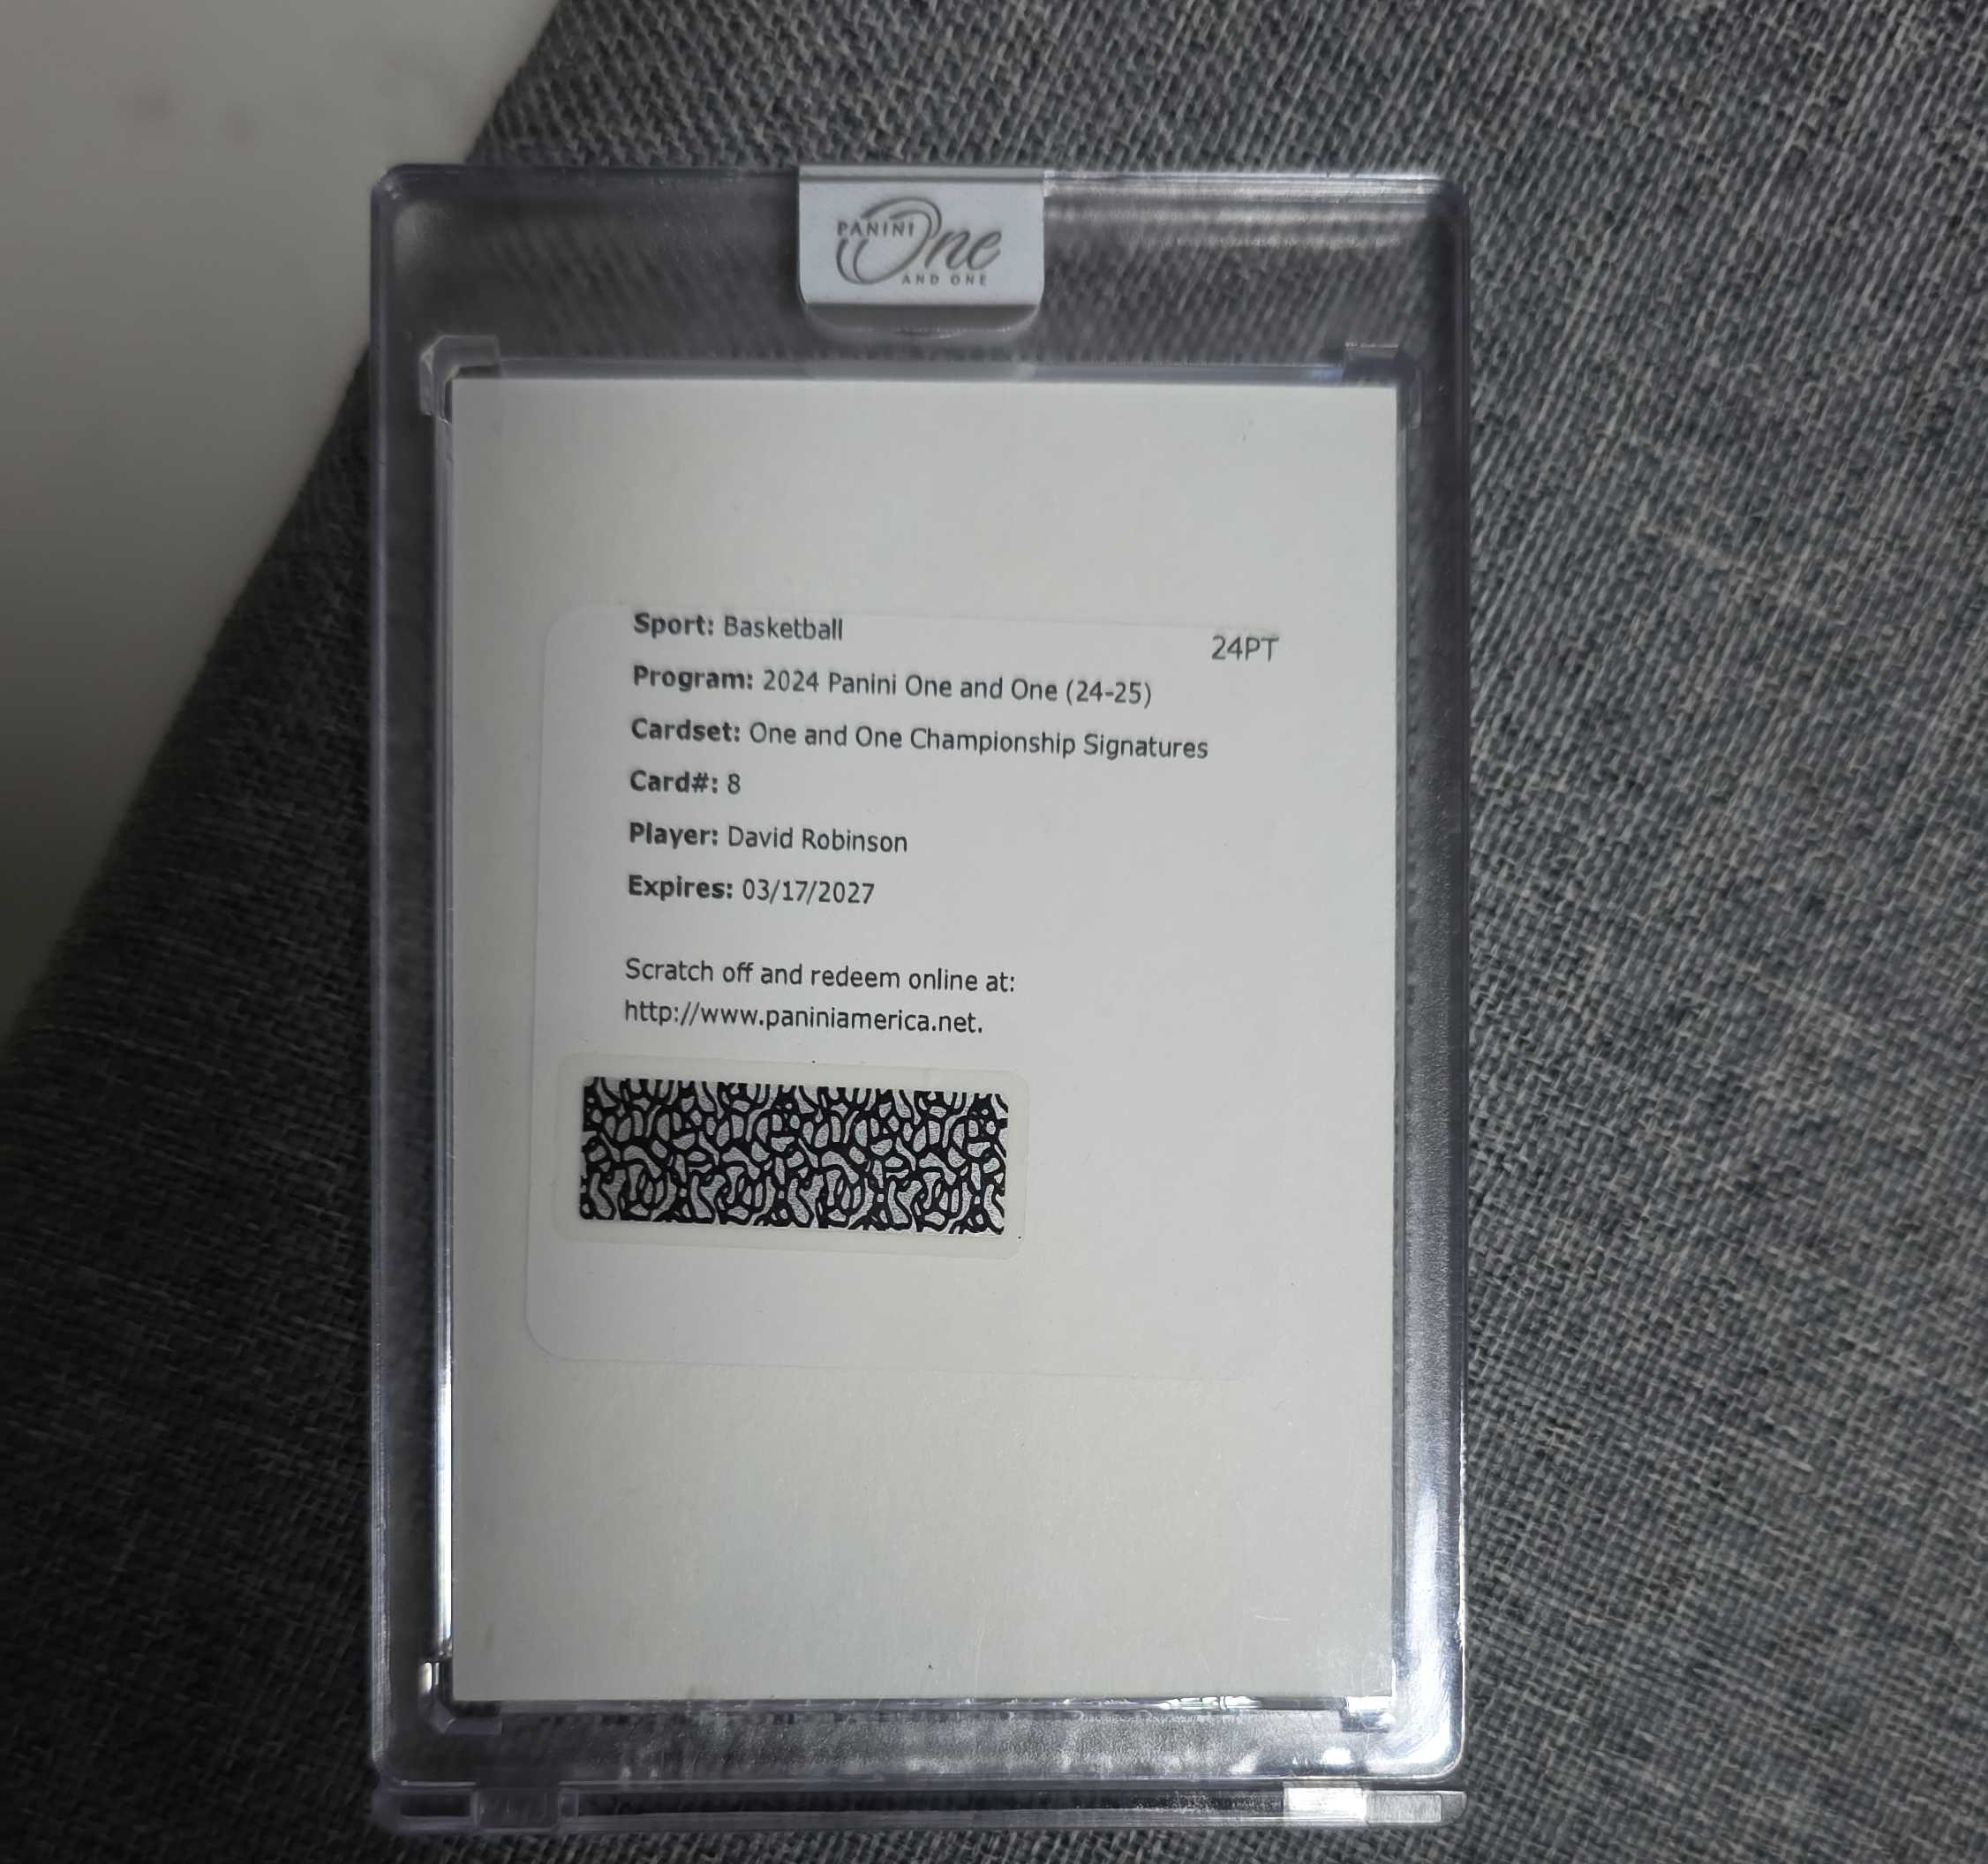 PANINI
One
AND ONE
Sport: Basketball
24PT
Program: 2024 Panini One and One (24-25)
Cardset: One and One Championship Signatures
Card#: 8
Player: David Robinson
Expires: 03/17/2027
Scratch off and redeem online at:
http://www.paniniamerica.net.